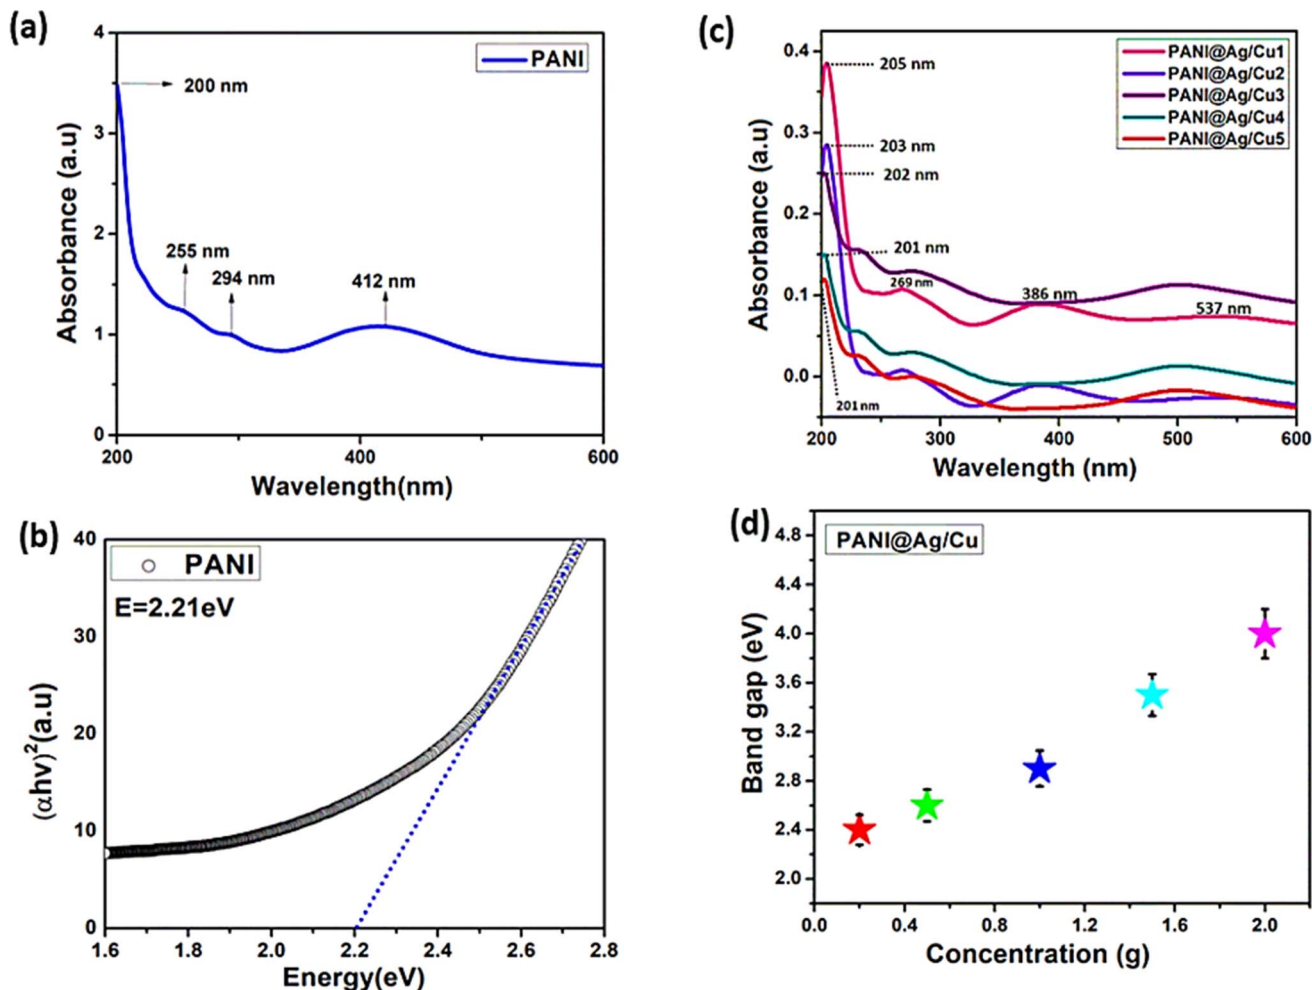 (a)
4
3
2
1
0
200
400
600
Absorbance (a.u)
Wavelength(nm)
PANI
200 nm
255 nm
294 nm
412 nm
(c)
0.4
0.3
0.2
0.1
0.0
200
300
400
500
600
Absorbance (a.u)
Wavelength (nm)
PANI@Ag/Cu1
PANI@Ag/Cu2
PANI@Ag/Cu3
PANI@Ag/Cu4
PANI@Ag/Cu5
205 nm
203 nm
202 nm
201 nm
269 nm
386 nm
537 nm
201 nm
(b)
40
30
20
10
0
1.6
1.8
2.0
2.2
2.4
2.6
2.8
(αhν)²(a.u)
Energy(eV)
PANI
E=2.21eV
(d)
4.8
4.4
4.0
3.6
3.2
2.8
2.4
2.0
0.0
0.4
0.8
1.2
1.6
2.0
Band gap (eV)
Concentration (g)
PANI@Ag/Cu